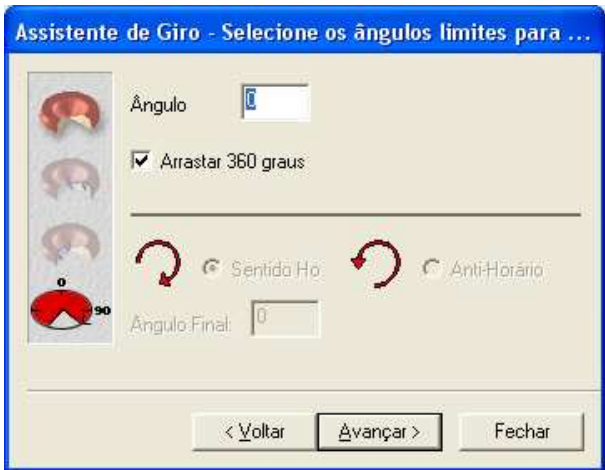 Assistente de Giro - Selecione os ângulos limites para ...
Ângulo 0
Arrastar 360 graus
Sentido Ho
Anti-Horário
Ângulo Final: 0
0
90
< Voltar
Avançar >
Fechar